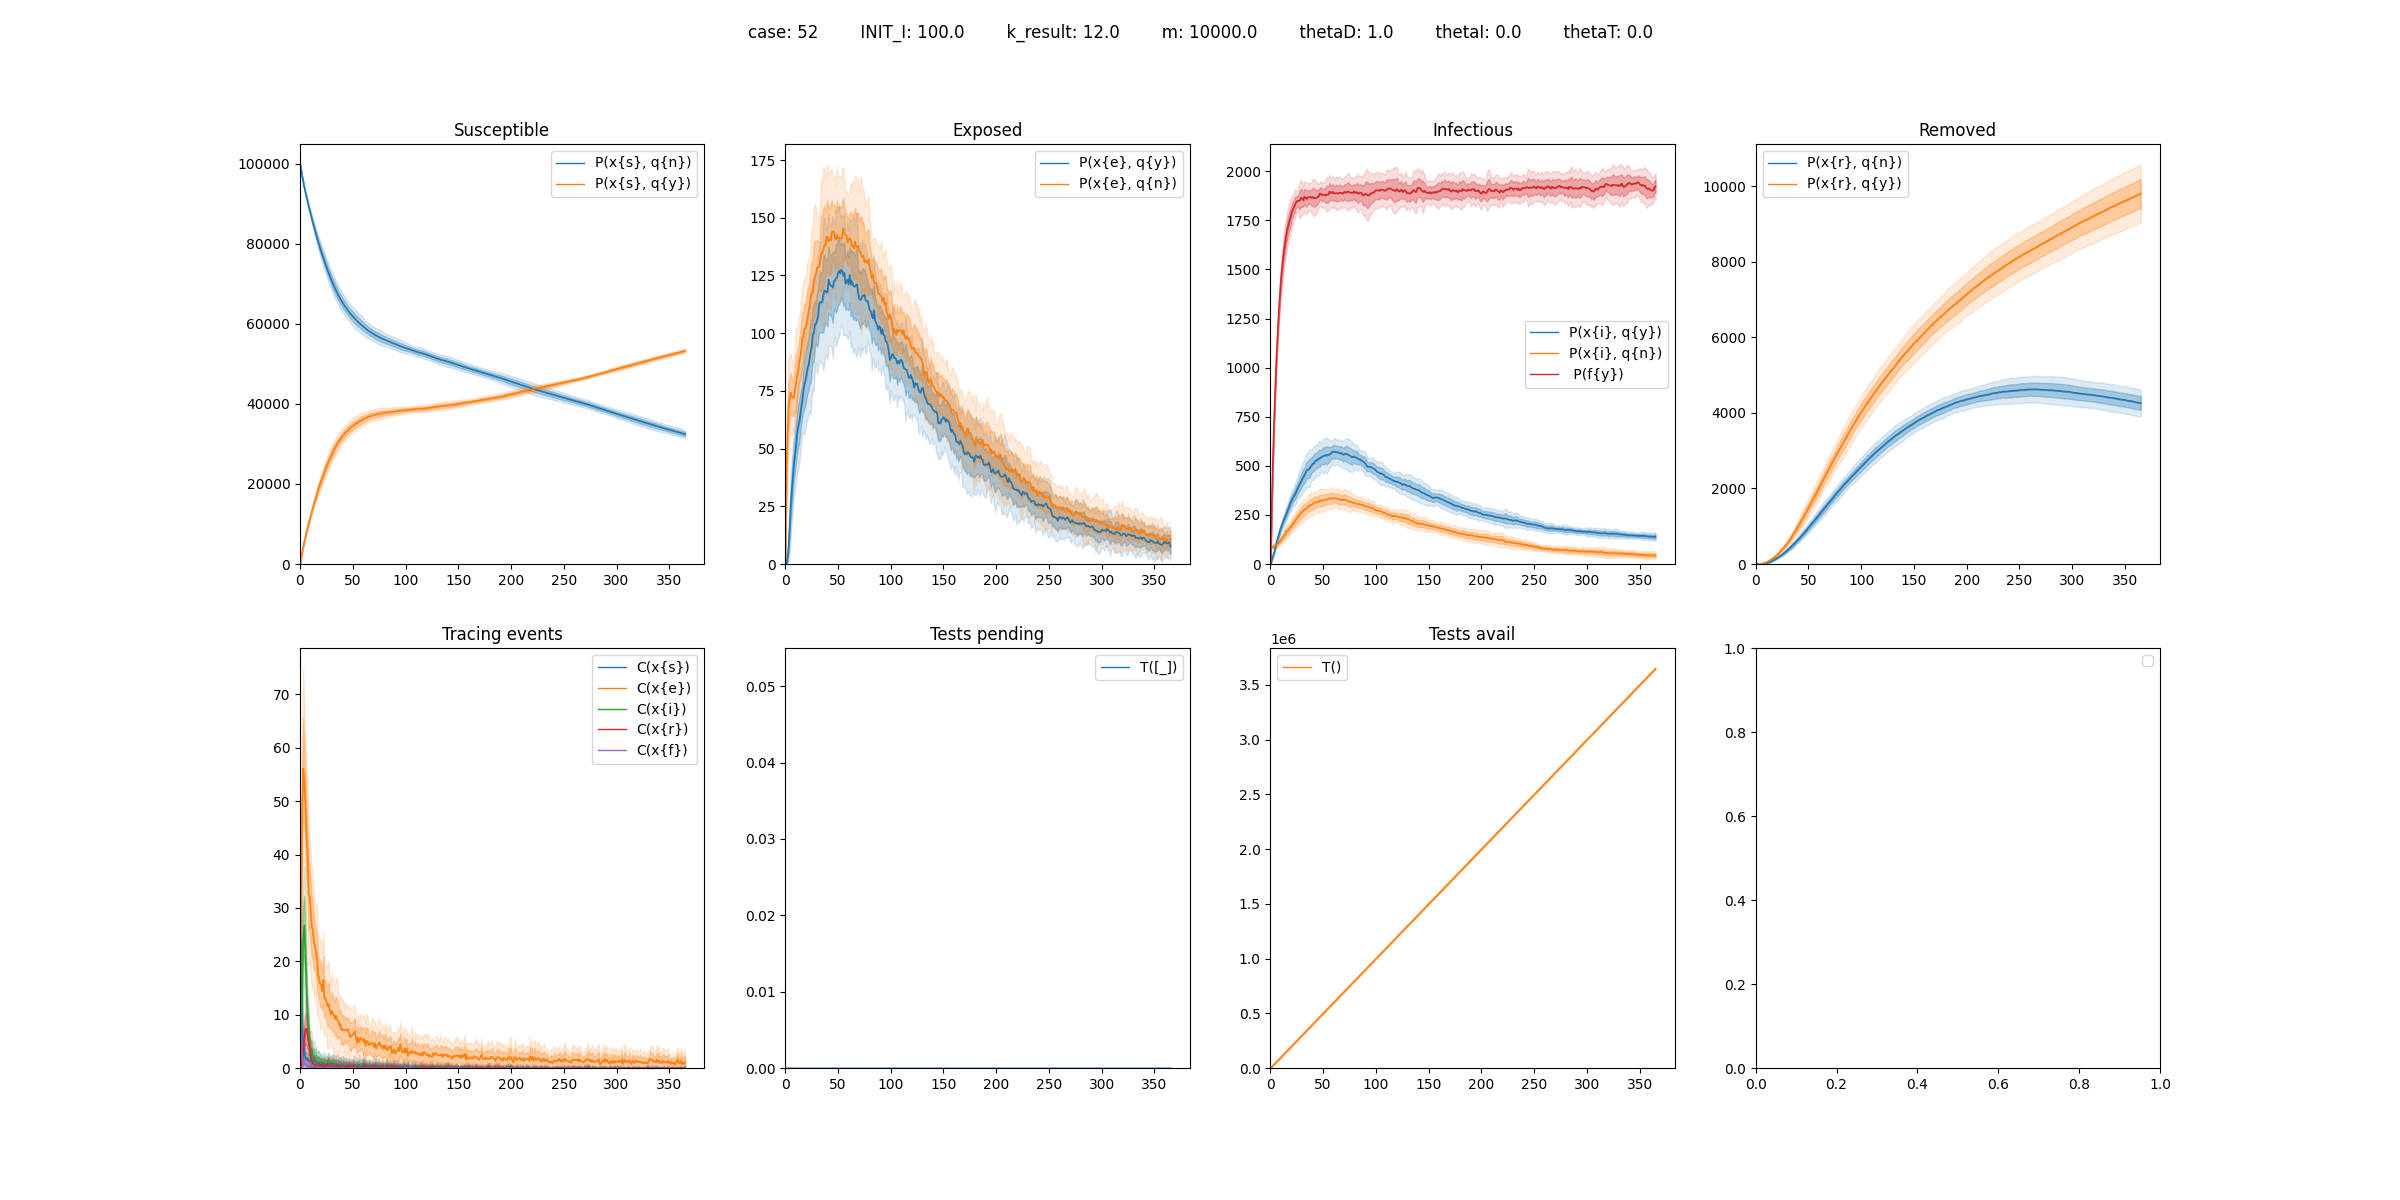 case: 52 INIT_I: 100.0 k_result: 12.0 m: 10000.0 thetaD: 1.0 thetaI: 0.0 thetaT: 0.0
Susceptible
100000
80000
60000
40000
20000
0
0 50 100 150 200 250 300 350
P(x{s}, q{n})
P(x{s}, q{y})
Exposed
175
150
125
100
75
50
25
0
0 50 100 150 200 250 300 350
P(x{e}, q{y})
P(x{e}, q{n})
Infectious
2000
1750
1500
1250
1000
750
500
250
0
0 50 100 150 200 250 300 350
P(x{i}, q{y})
P(x{i}, q{n})
P(f{y})
Removed
10000
8000
6000
4000
2000
0
0 50 100 150 200 250 300 350
P(x{r}, q{n})
P(x{r}, q{y})
Tracing events
70
60
50
40
30
20
10
0
0 50 100 150 200 250 300 350
C(x{s})
C(x{e})
C(x{i})
C(x{r})
C(x{f})
Tests pending
0.05
0.04
0.03
0.02
0.01
0.00
0 50 100 150 200 250 300 350
T([_])
Tests avail
1e6
3.5
3.0
2.5
2.0
1.5
1.0
0.5
0.0
0 50 100 150 200 250 300 350
T()
1.0
0.8
0.6
0.4
0.2
0.0
0.0 0.2 0.4 0.6 0.8 1.0